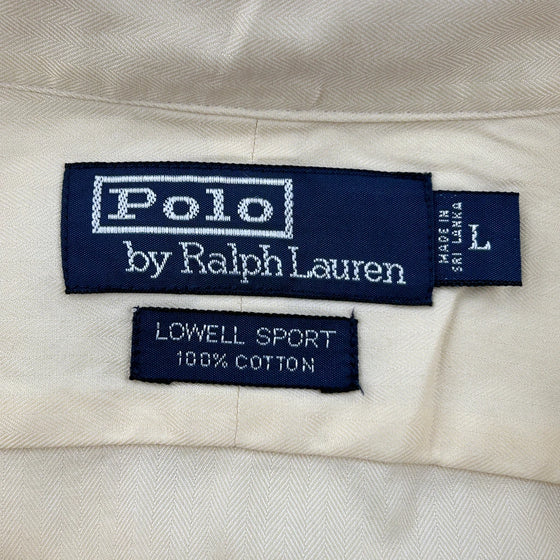 Polo
by Ralph Lauren
MADE IN
SRI LANKA
L
LOWELL SPORT
100% COTTON